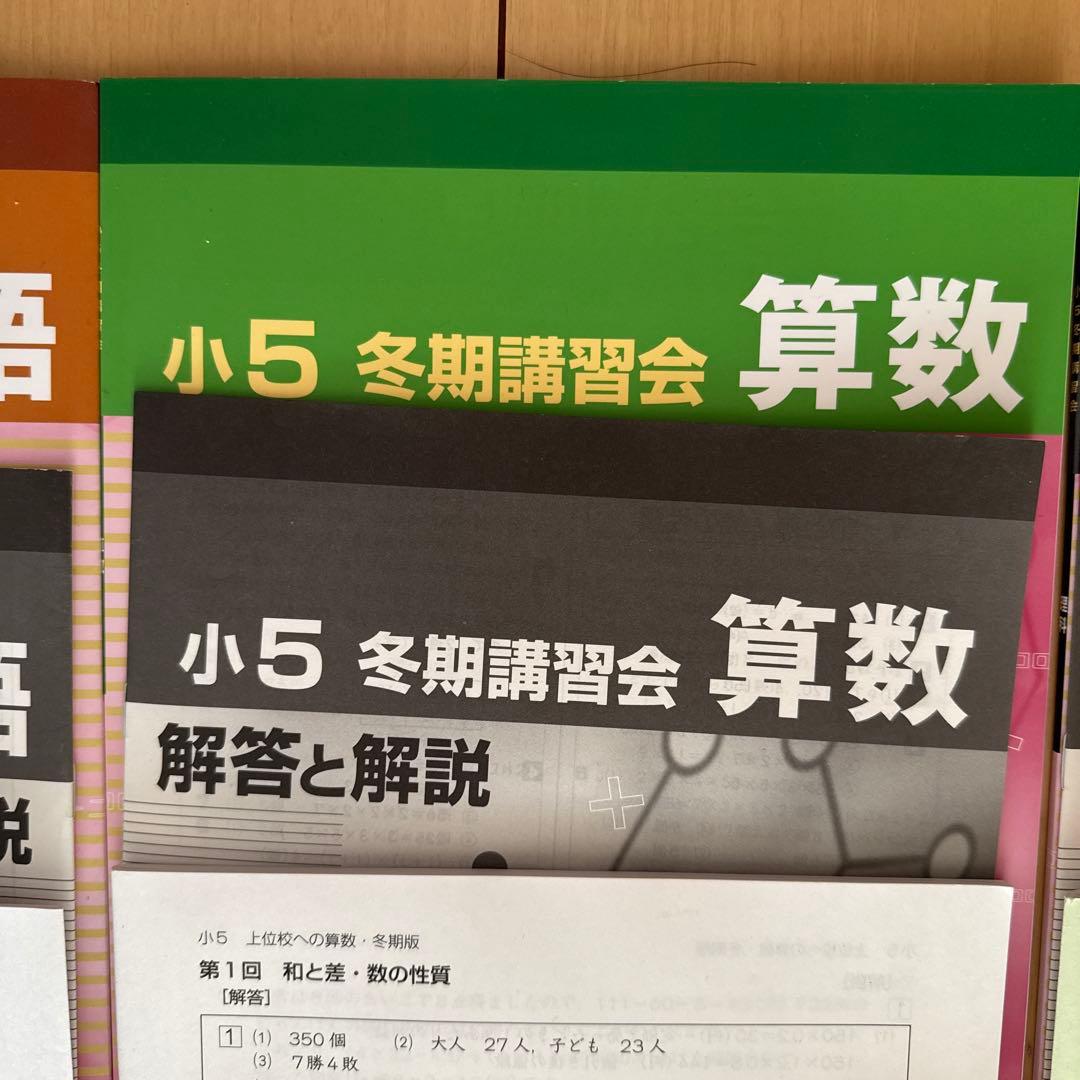 語
小5 冬期講習会 算数
小5 冬期講習会 算数
解答と解説
説
小5 上位校への算数・冬期版
第1回 和と差・数の性質
[解答]
1 (1) 350個 (2) 大人 27人, 子ども 23人
(3) 7勝4敗